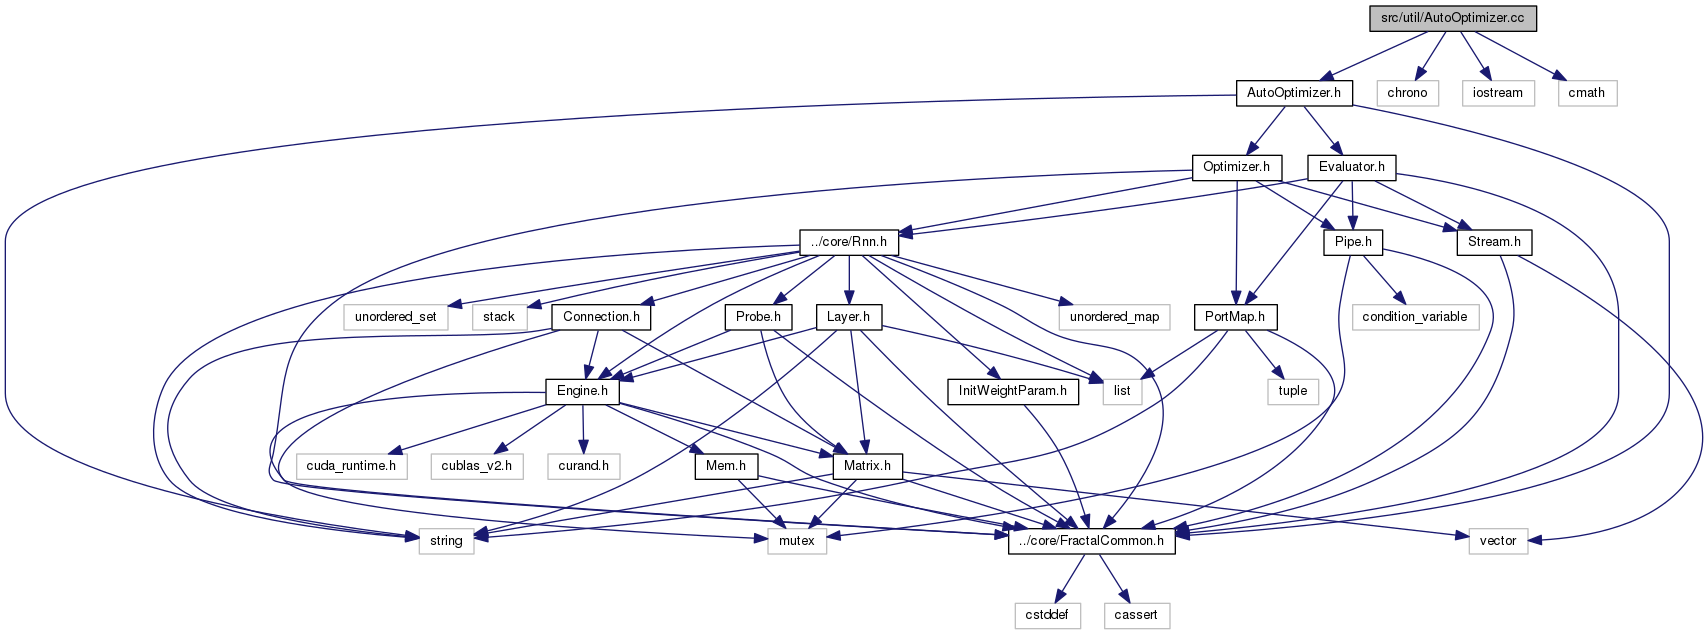 src/util/AutoOptimizer.cc
AutoOptimizer.h
chrono
iostream
cmath
Optimizer.h
Evaluator.h
../core/Rnn.h
Pipe.h
Stream.h
unordered_set
stack
Connection.h
Probe.h
Layer.h
unordered_map
PortMap.h
condition_variable
Engine.h
InitWeightParam.h
list
tuple
cuda_runtime.h
cublas_v2.h
curand.h
Mem.h
Matrix.h
string
mutex
../core/FractalCommon.h
vector
cstddef
cassert